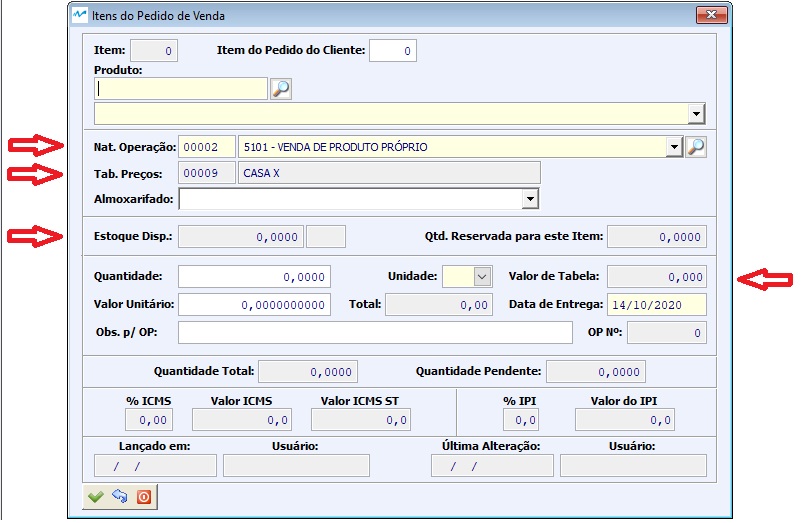 Itens do Pedido de Venda
Item: 0 Item do Pedido do Cliente: 0
Produto:
Nat. Operação: 00002 5101 - VENDA DE PRODUTO PRÓPRIO
Tab. Preços: 00009 CASA X
Almoxarifado:
Estoque Disp.: 0,0000 Qtd. Reservada para este Item: 0,0000
Quantidade: 0,0000 Unidade: Valor de Tabela: 0,000
Valor Unitário: 0,0000000000 Total: 0,00 Data de Entrega: 14/10/2020
Obs. p/ OP: OP Nº: 0
Quantidade Total: 0,0000 Quantidade Pendente: 0,0000
% ICMS Valor ICMS Valor ICMS ST % IPI Valor do IPI
0,00 0,0 0,0 0,0 0,0
Lançado em: Usuário: Última Alteração: Usuário:
/ / / /